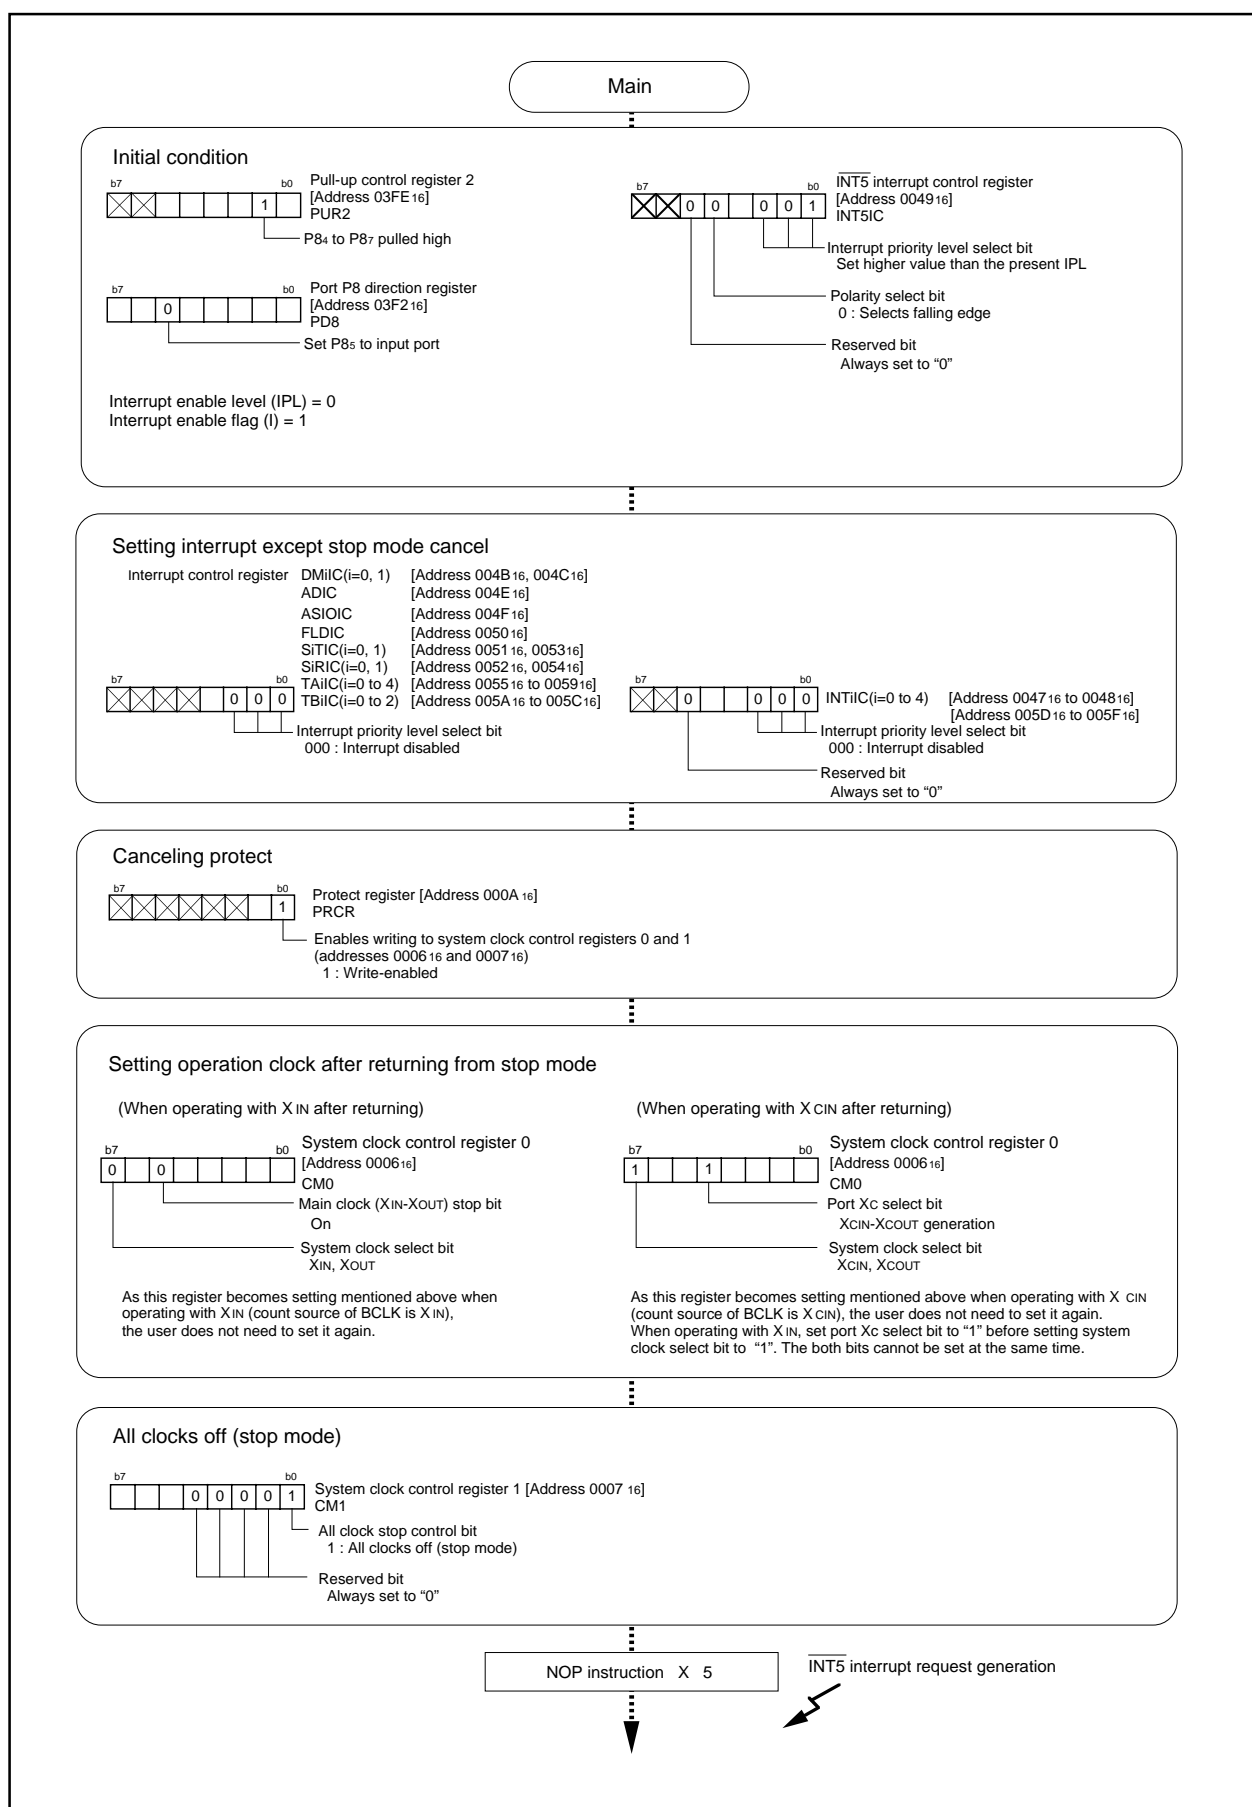 Main
Initial condition
b7 b0
1
Pull-up control register 2
[Address 03FE16]
PUR2
P84 to P87 pulled high
b7 b0
0
Port P8 direction register
[Address 03F216]
PD8
Set P85 to input port
Interrupt enable level (IPL) = 0
Interrupt enable flag (I) = 1
b7 b0
0 0 0 0 1
INT5 interrupt control register
[Address 004916]
INT5IC
Interrupt priority level select bit
Set higher value than the present IPL
Polarity select bit
0 : Selects falling edge
Reserved bit
Always set to “0”
Setting interrupt except stop mode cancel
Interrupt control register DMiIC(i=0, 1) [Address 004B16, 004C16]
ADIC [Address 004E16]
ASIOIC [Address 004F16]
FLDIC [Address 005016]
SiTIC(i=0, 1) [Address 005116, 005316]
SiRIC(i=0, 1) [Address 005216, 005416]
TAiIC(i=0 to 4) [Address 005516 to 005916]
TBiIC(i=0 to 2) [Address 005A16 to 005C16]
b7 b0
0 0 0
Interrupt priority level select bit
000 : Interrupt disabled
b7 b0
0 0 0 0
INTiIC(i=0 to 4) [Address 004716 to 004816]
[Address 005D16 to 005F16]
Interrupt priority level select bit
000 : Interrupt disabled
Reserved bit
Always set to “0”
Canceling protect
b7 b0
1
Protect register [Address 000A 16]
PRCR
Enables writing to system clock control registers 0 and 1
(addresses 000616 and 000716)
1 : Write-enabled
Setting operation clock after returning from stop mode
(When operating with XIN after returning)
b7 b0
0 0
System clock control register 0
[Address 000616]
CM0
Main clock (XIN-XOUT) stop bit
On
System clock select bit
XIN, XOUT
As this register becomes setting mentioned above when
operating with XIN (count source of BCLK is XIN),
the user does not need to set it again.
(When operating with XCIN after returning)
b7 b0
1 1
System clock control register 0
[Address 000616]
CM0
Port XC select bit
XCIN-XCOUT generation
System clock select bit
XCIN, XCOUT
As this register becomes setting mentioned above when operating with X CIN
(count source of BCLK is XCIN), the user does not need to set it again.
When operating with XIN, set port Xc select bit to “1” before setting system
clock select bit to “1”. The both bits cannot be set at the same time.
All clocks off (stop mode)
b7 b0
0 0 0 0 1
System clock control register 1 [Address 0007 16]
CM1
All clock stop control bit
1 : All clocks off (stop mode)
Reserved bit
Always set to “0”
NOP instruction X 5
INT5 interrupt request generation